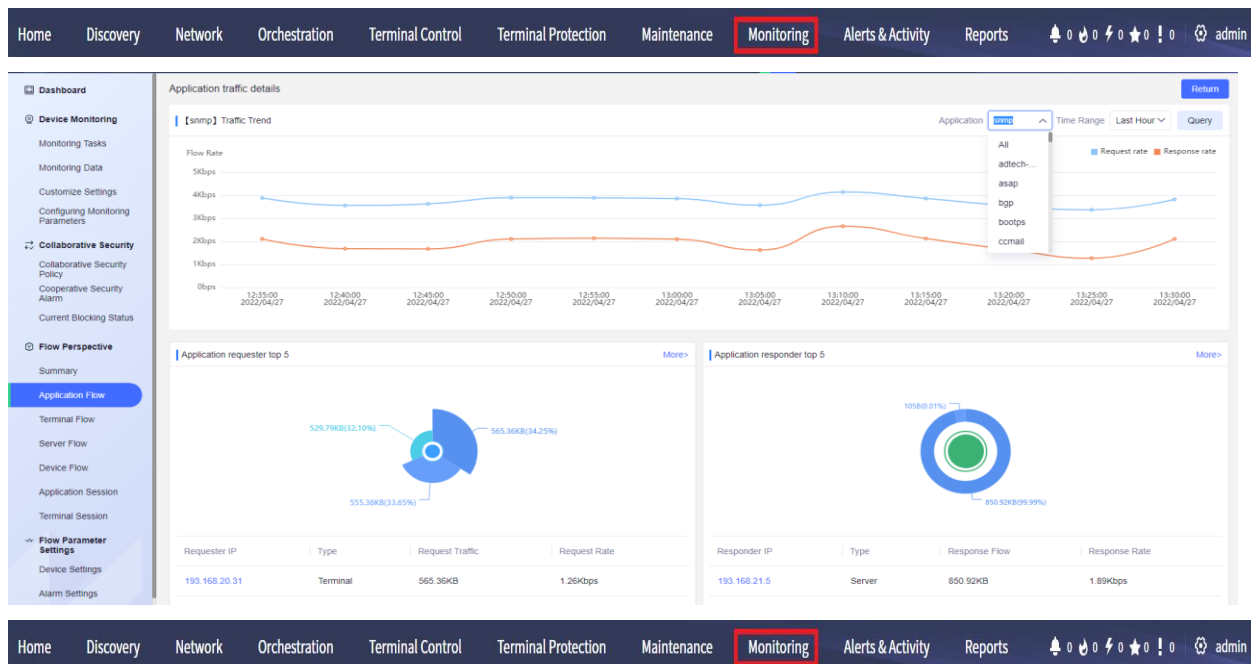 Home Discovery Network Orchestration Terminal Control Terminal Protection Maintenance Monitoring Alerts & Activity Reports 0 0 0 0 0 admin
Dashboard
Device Monitoring
Monitoring Tasks
Monitoring Data
Customize Settings
Configuring Monitoring
Parameters
Collaborative Security
Collaborative Security
Policy
Cooperative Security
Alarm
Current Blocking Status
Flow Perspective
Summary
Application Flow
Terminal Flow
Server Flow
Device Flow
Application Session
Terminal Session
Flow Parameter
Settings
Device Settings
Alarm Settings
Application traffic details Return
【snmp】Traffic Trend Application snmp Time Range Last Hour Query
All
adtech-...
asap
bgp
bootps
ccmail
Request rate Response rate
Flow Rate
5Kbps
4Kbps
3Kbps
2Kbps
1Kbps
0bps
12:35:00 12:40:00 12:45:00 12:50:00 12:55:00 13:00:00 13:05:00 13:10:00 13:15:00 13:20:00 13:25:00 13:30:00
2022/04/27 2022/04/27 2022/04/27 2022/04/27 2022/04/27 2022/04/27 2022/04/27 2022/04/27 2022/04/27 2022/04/27 2022/04/27 2022/04/27
Application requester top 5 More>
529.79KB(32.10%)
565.36KB(34.25%)
555.36KB(33.65%)
Requester IP Type Request Traffic Request Rate
193.168.20.31 Terminal 565.36KB 1.26Kbps
Application responder top 5 More>
105B(0.01%)
850.92KB(99.99%)
Responder IP Type Response Flow Response Rate
193.168.21.5 Server 850.92KB 1.89Kbps
Home Discovery Network Orchestration Terminal Control Terminal Protection Maintenance Monitoring Alerts & Activity Reports 0 0 0 0 0 admin